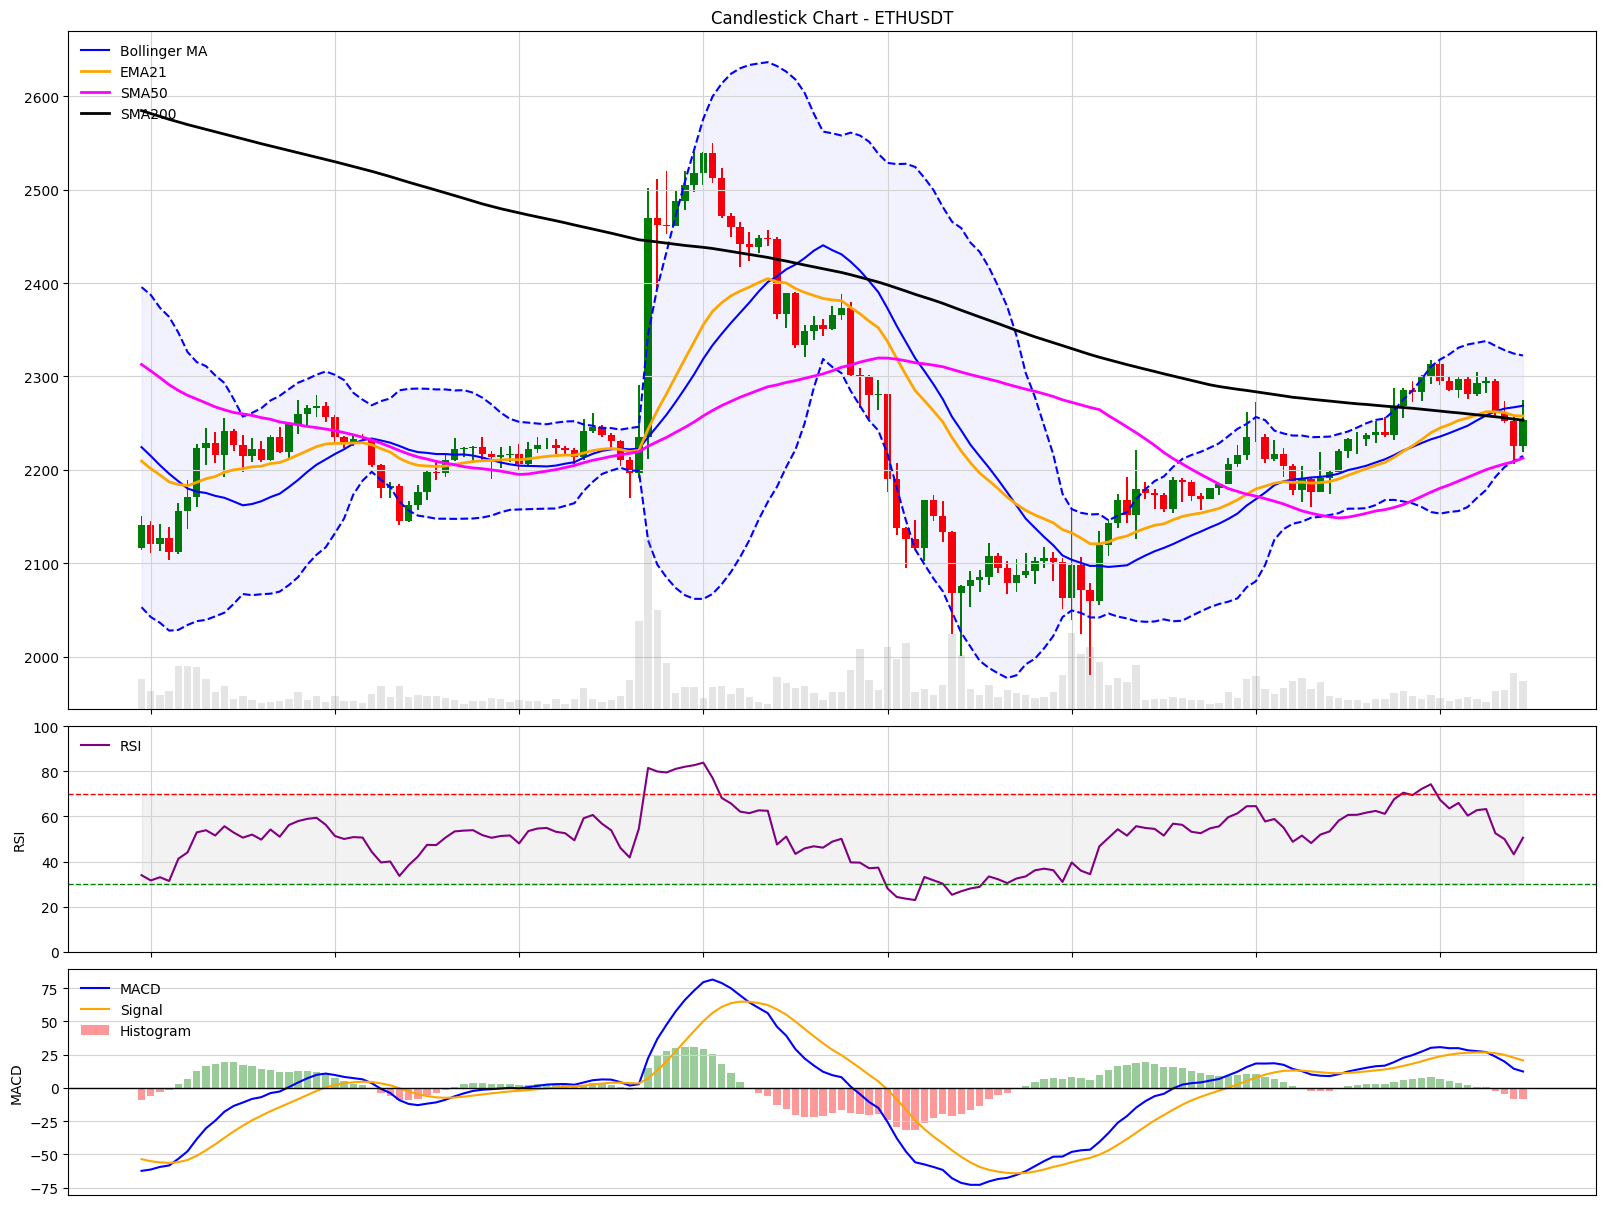 Candlestick Chart - ETHUSDT
Bollinger MA
EMA21
SMA50
SMA200
2600
2500
2400
2300
2200
2100
2000
RSI
100
80
60
40
20
0
RSI
MACD
Signal
Histogram
75
50
25
0
−25
−50
−75
MACD